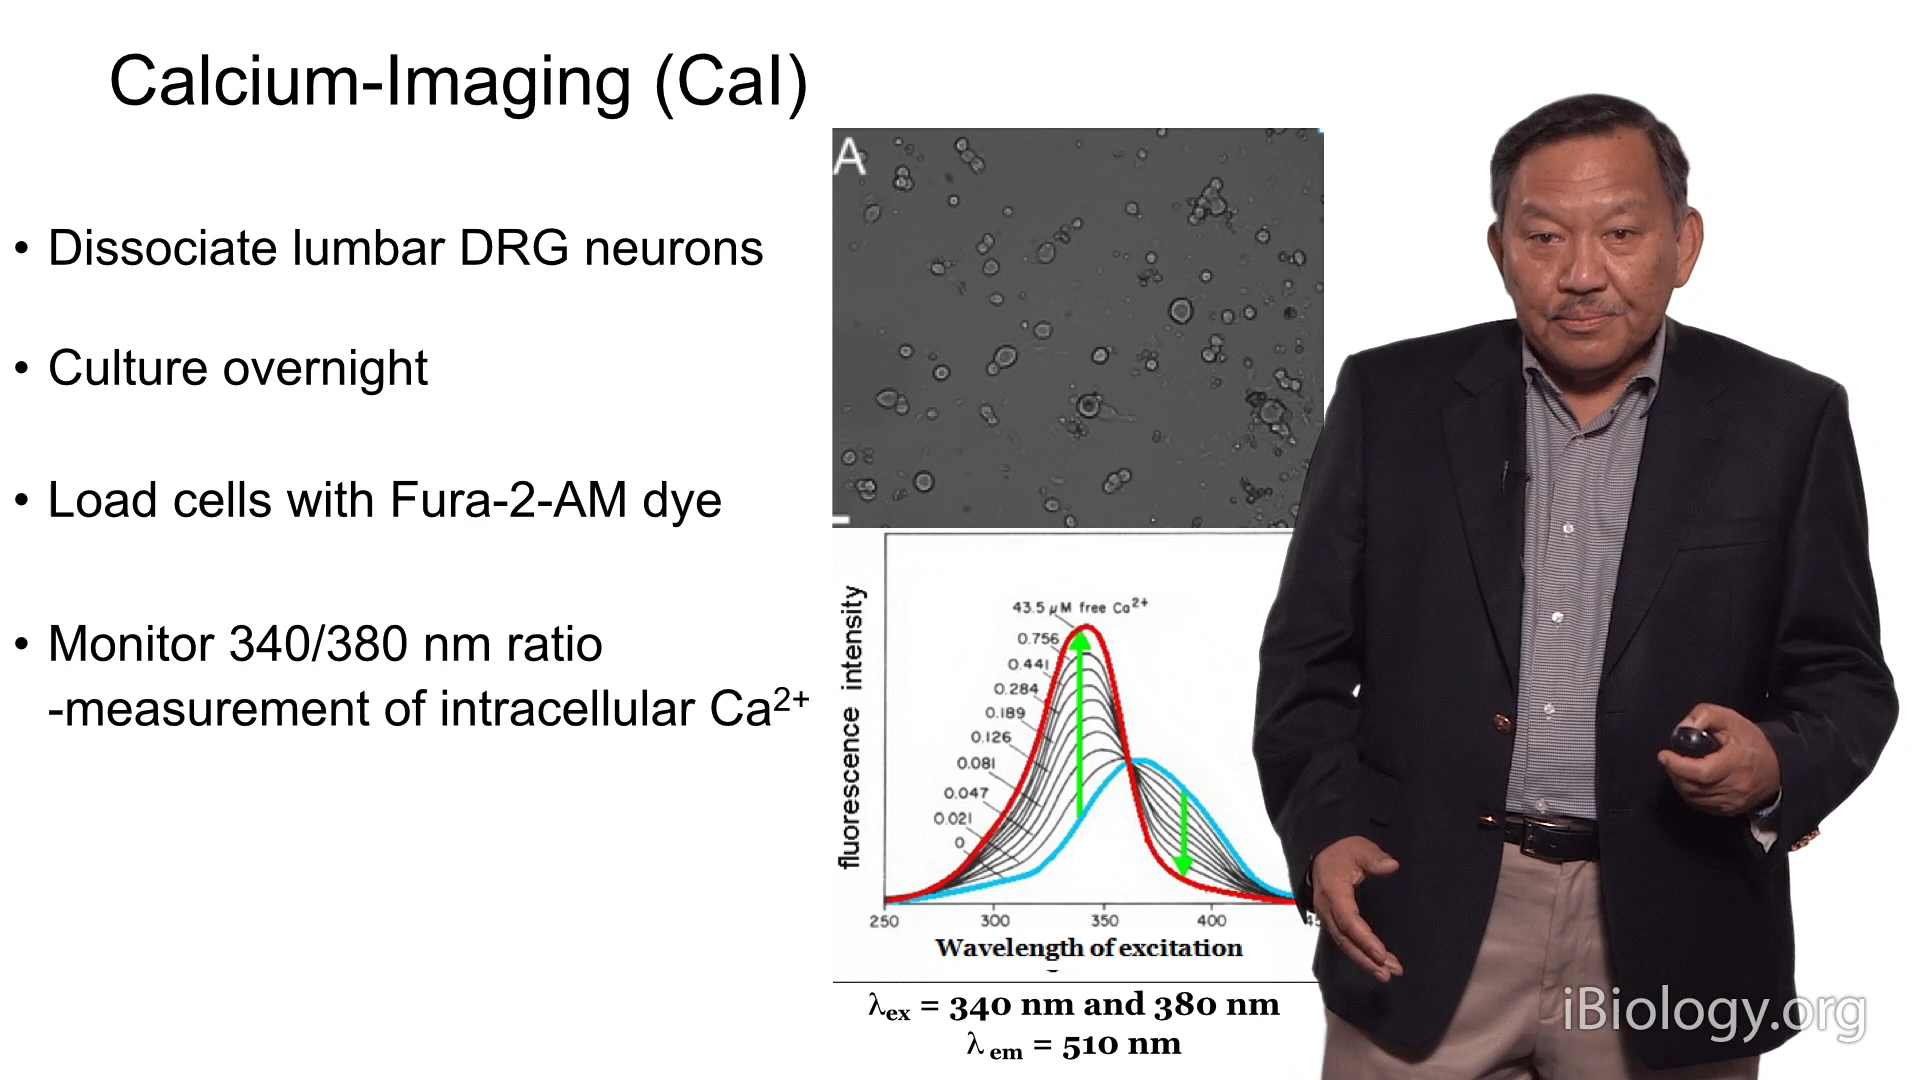 Calcium-Imaging (CaI)
• Dissociate lumbar DRG neurons
• Culture overnight
• Load cells with Fura-2-AM dye
• Monitor 340/380 nm ratio
-measurement of intracellular Ca²⁺
A
fluorescence intensity
43.5 µM free Ca²⁺
0.756
0.441
0.284
0.189
0.126
0.081
0.047
0.021
0
250 300 350 400
Wavelength of excitation
λex = 340 nm and 380 nm
λ em = 510 nm
iBiology.org